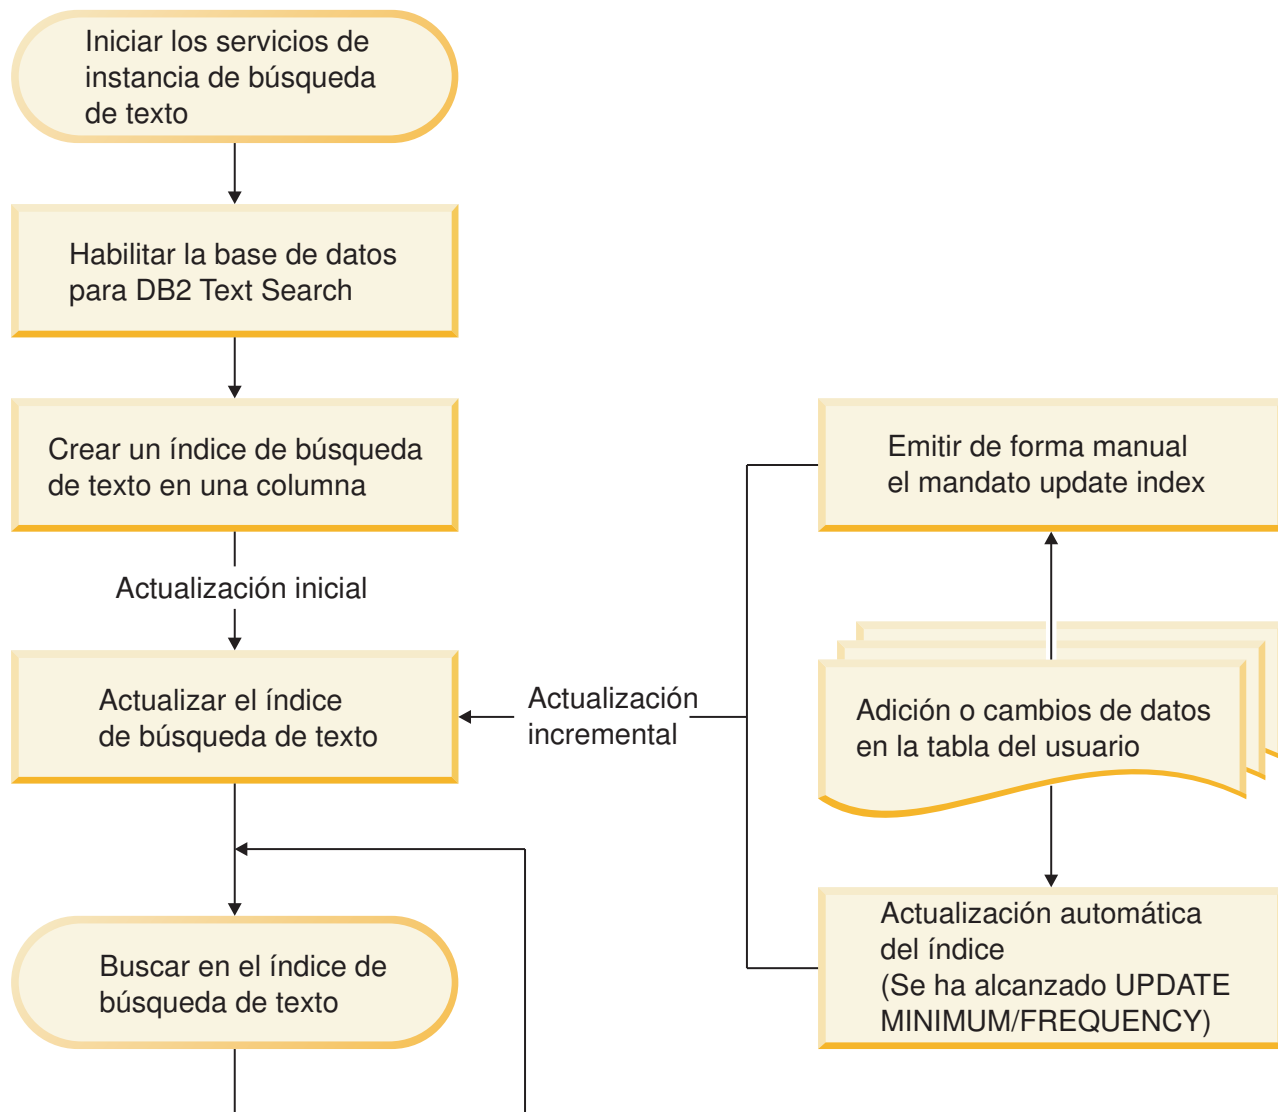 Iniciar los servicios de
instancia de búsqueda
de texto
Habilitar la base de datos
para DB2 Text Search
Crear un índice de búsqueda
de texto en una columna
Actualización inicial
Actualizar el índice
de búsqueda de texto
Buscar en el índice de
búsqueda de texto
Actualización
incremental
Emitir de forma manual
el mandato update index
Adición o cambios de datos
en la tabla del usuario
Actualización automática
del índice
(Se ha alcanzado UPDATE
MINIMUM/FREQUENCY)